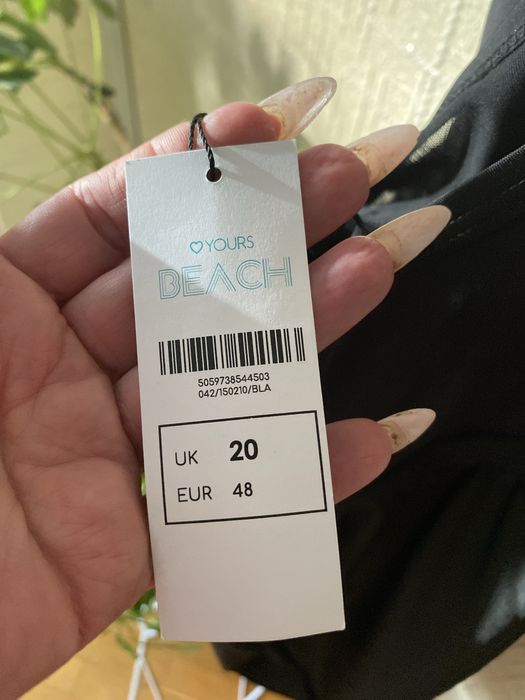 ♡YOURS
BEACH
5059738544503
042/150210/BLA
UK 20
EUR 48